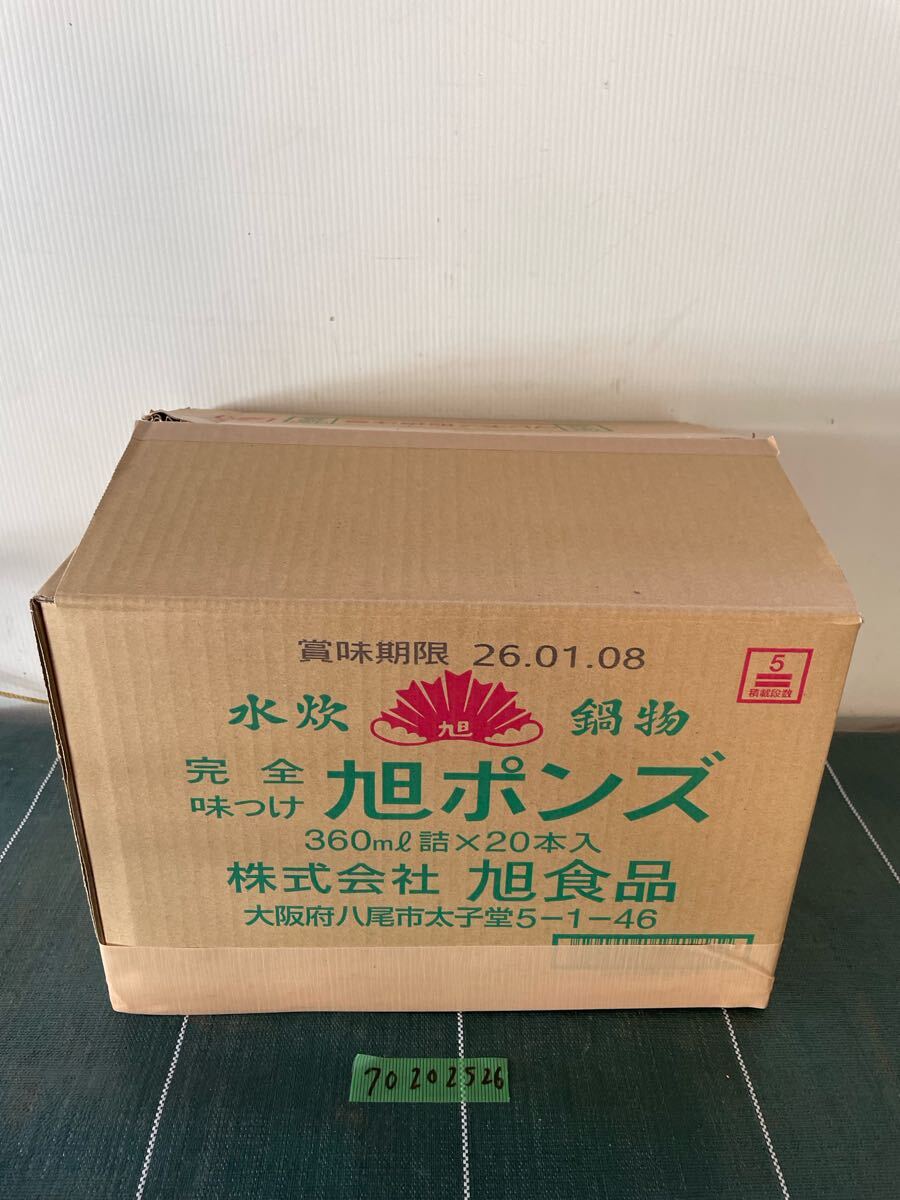 賞味期限 26.01.08
5
積載段数
水炊 旭 鍋物
完全
味つけ
旭ポンズ
360mℓ詰×20本入
株式会社 旭食品
大阪府八尾市太子堂5-1-46
70202526